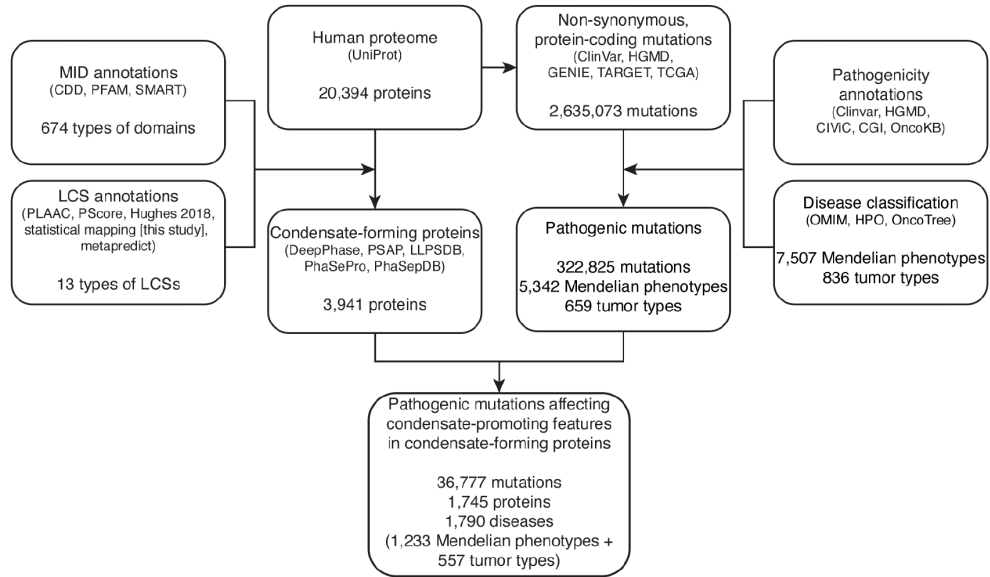 MID annotations
(CDD, PFAM, SMART)
674 types of domains
LCS annotations
(PLAAC, PScore, Hughes 2018,
statistical mapping [this study],
metapredict)
13 types of LCSs
Human proteome
(UniProt)
20,394 proteins
Condensate-forming proteins
(DeepPhase, PSAP, LLPSDB,
PhaSePro, PhaSepDB)
3,941 proteins
Non-synonymous,
protein-coding mutations
(ClinVar, HGMD,
GENIE, TARGET, TCGA)
2,635,073 mutations
Pathogenic mutations
322,825 mutations
5,342 Mendelian phenotypes
659 tumor types
Pathogenicity
annotations
(Clinvar, HGMD,
CIViC, CGI, OncoKB)
Disease classification
(OMIM, HPO, OncoTree)
7,507 Mendelian phenotypes
836 tumor types
Pathogenic mutations affecting
condensate-promoting features
in condensate-forming proteins
36,777 mutations
1,745 proteins
1,790 diseases
(1,233 Mendelian phenotypes +
557 tumor types)